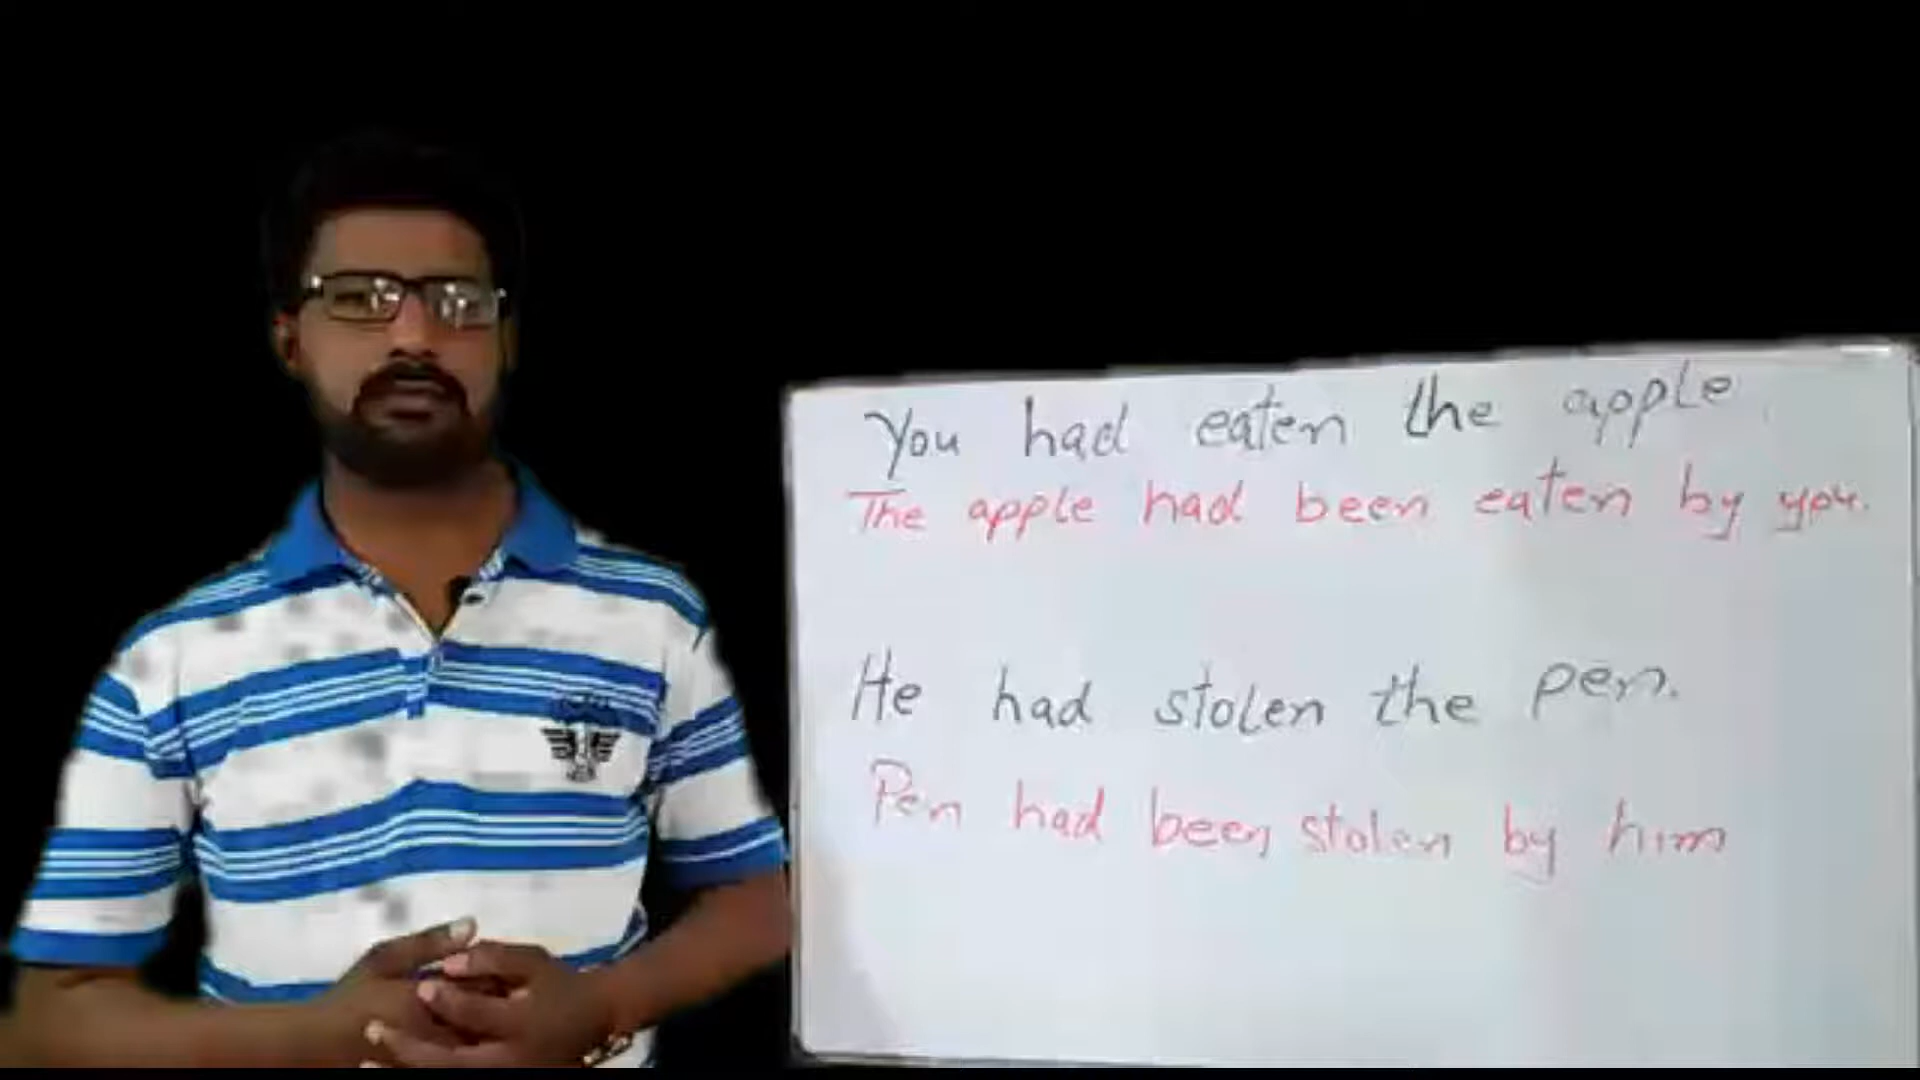 You had eaten the apple.
The apple had been eaten by you.
He had stolen the pen.
Pen had been stolen by him